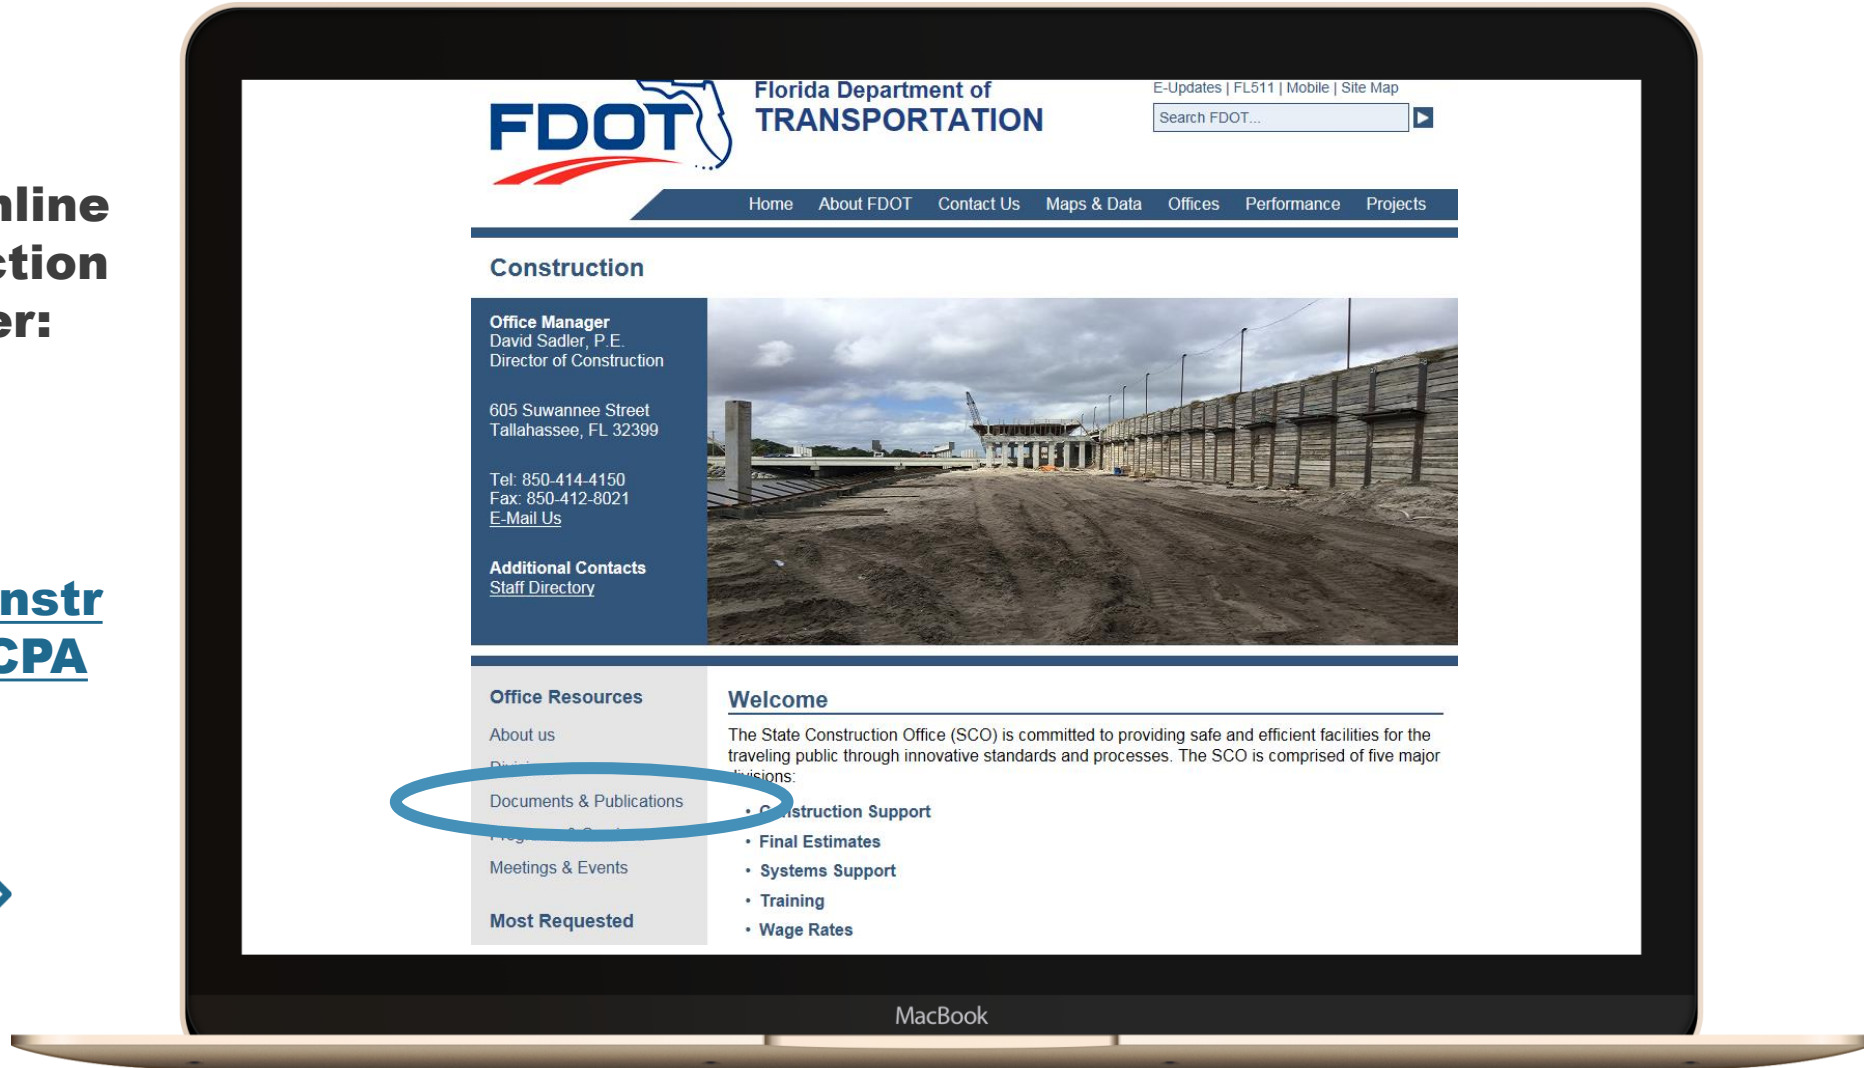 nline
ction
er:
nstr
CPA
FDOT
Florida Department of
TRANSPORTATION
E-Updates | FL511 | Mobile | Site Map
Search FDOT...
Home About FDOT Contact Us Maps & Data Offices Performance Projects
Construction
Office Manager
David Sadler, P.E.
Director of Construction
605 Suwannee Street
Tallahassee, FL 32399
Tel: 850-414-4150
Fax: 850-412-8021
E-Mail Us
Additional Contacts
Staff Directory
Office Resources
About us
Documents & Publications
Meetings & Events
Most Requested
Welcome
The State Construction Office (SCO) is committed to providing safe and efficient facilities for the
traveling public through innovative standards and processes. The SCO is comprised of five major
divisions:
• Construction Support
• Final Estimates
• Systems Support
• Training
• Wage Rates
MacBook